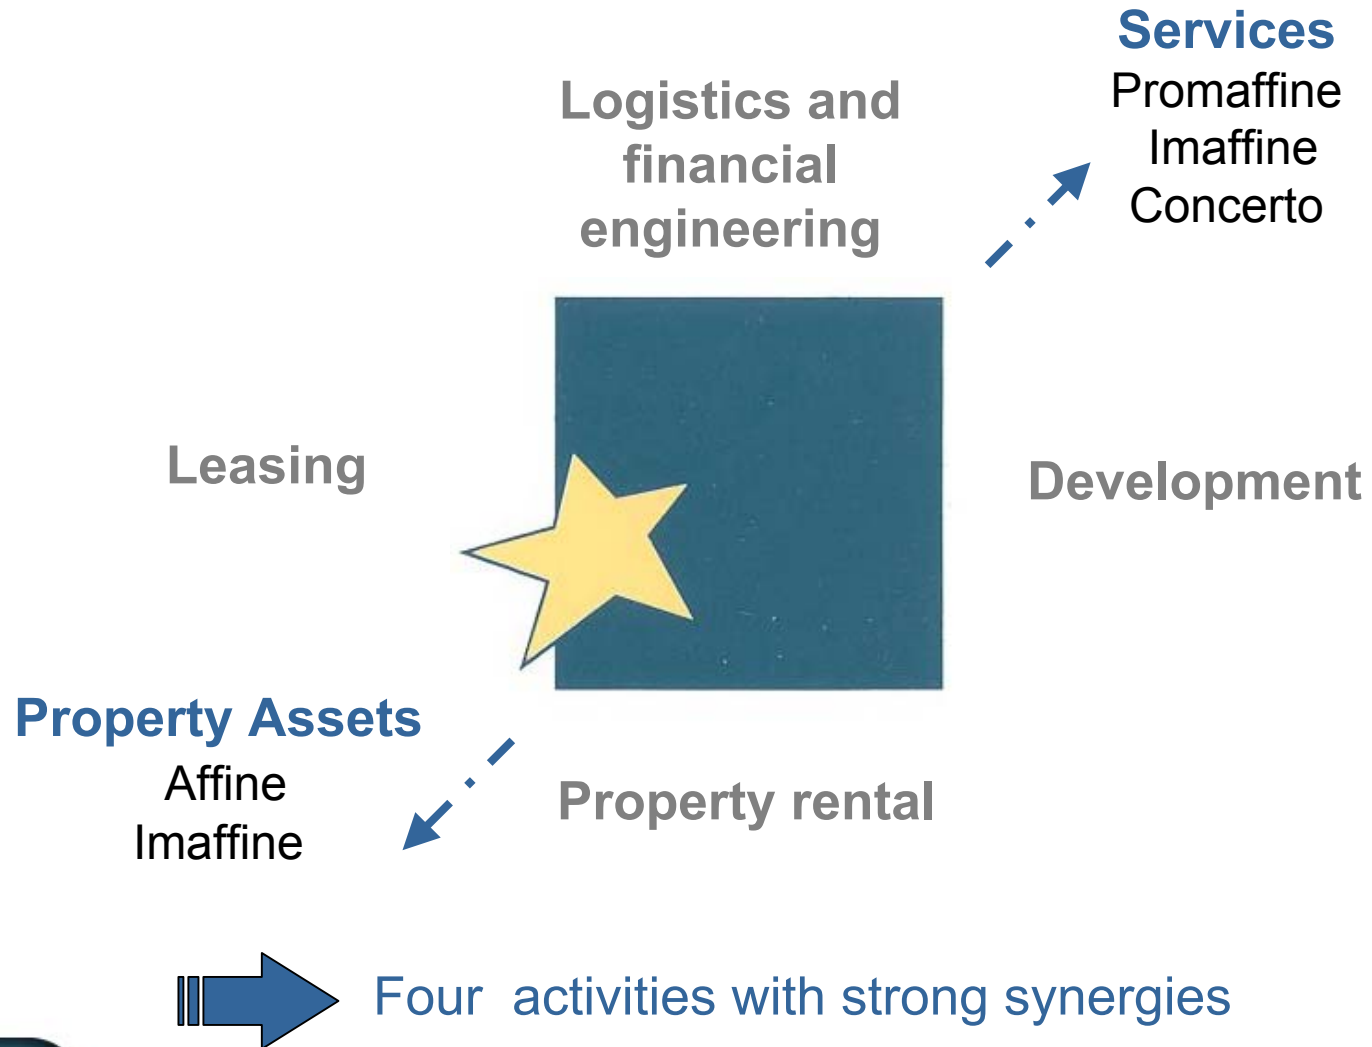 Services
Promaffine
Imaffine
Concerto
Logistics and
financial
engineering
Leasing
Development
Property Assets
Affine
Imaffine
Property rental
Four activities with strong synergies